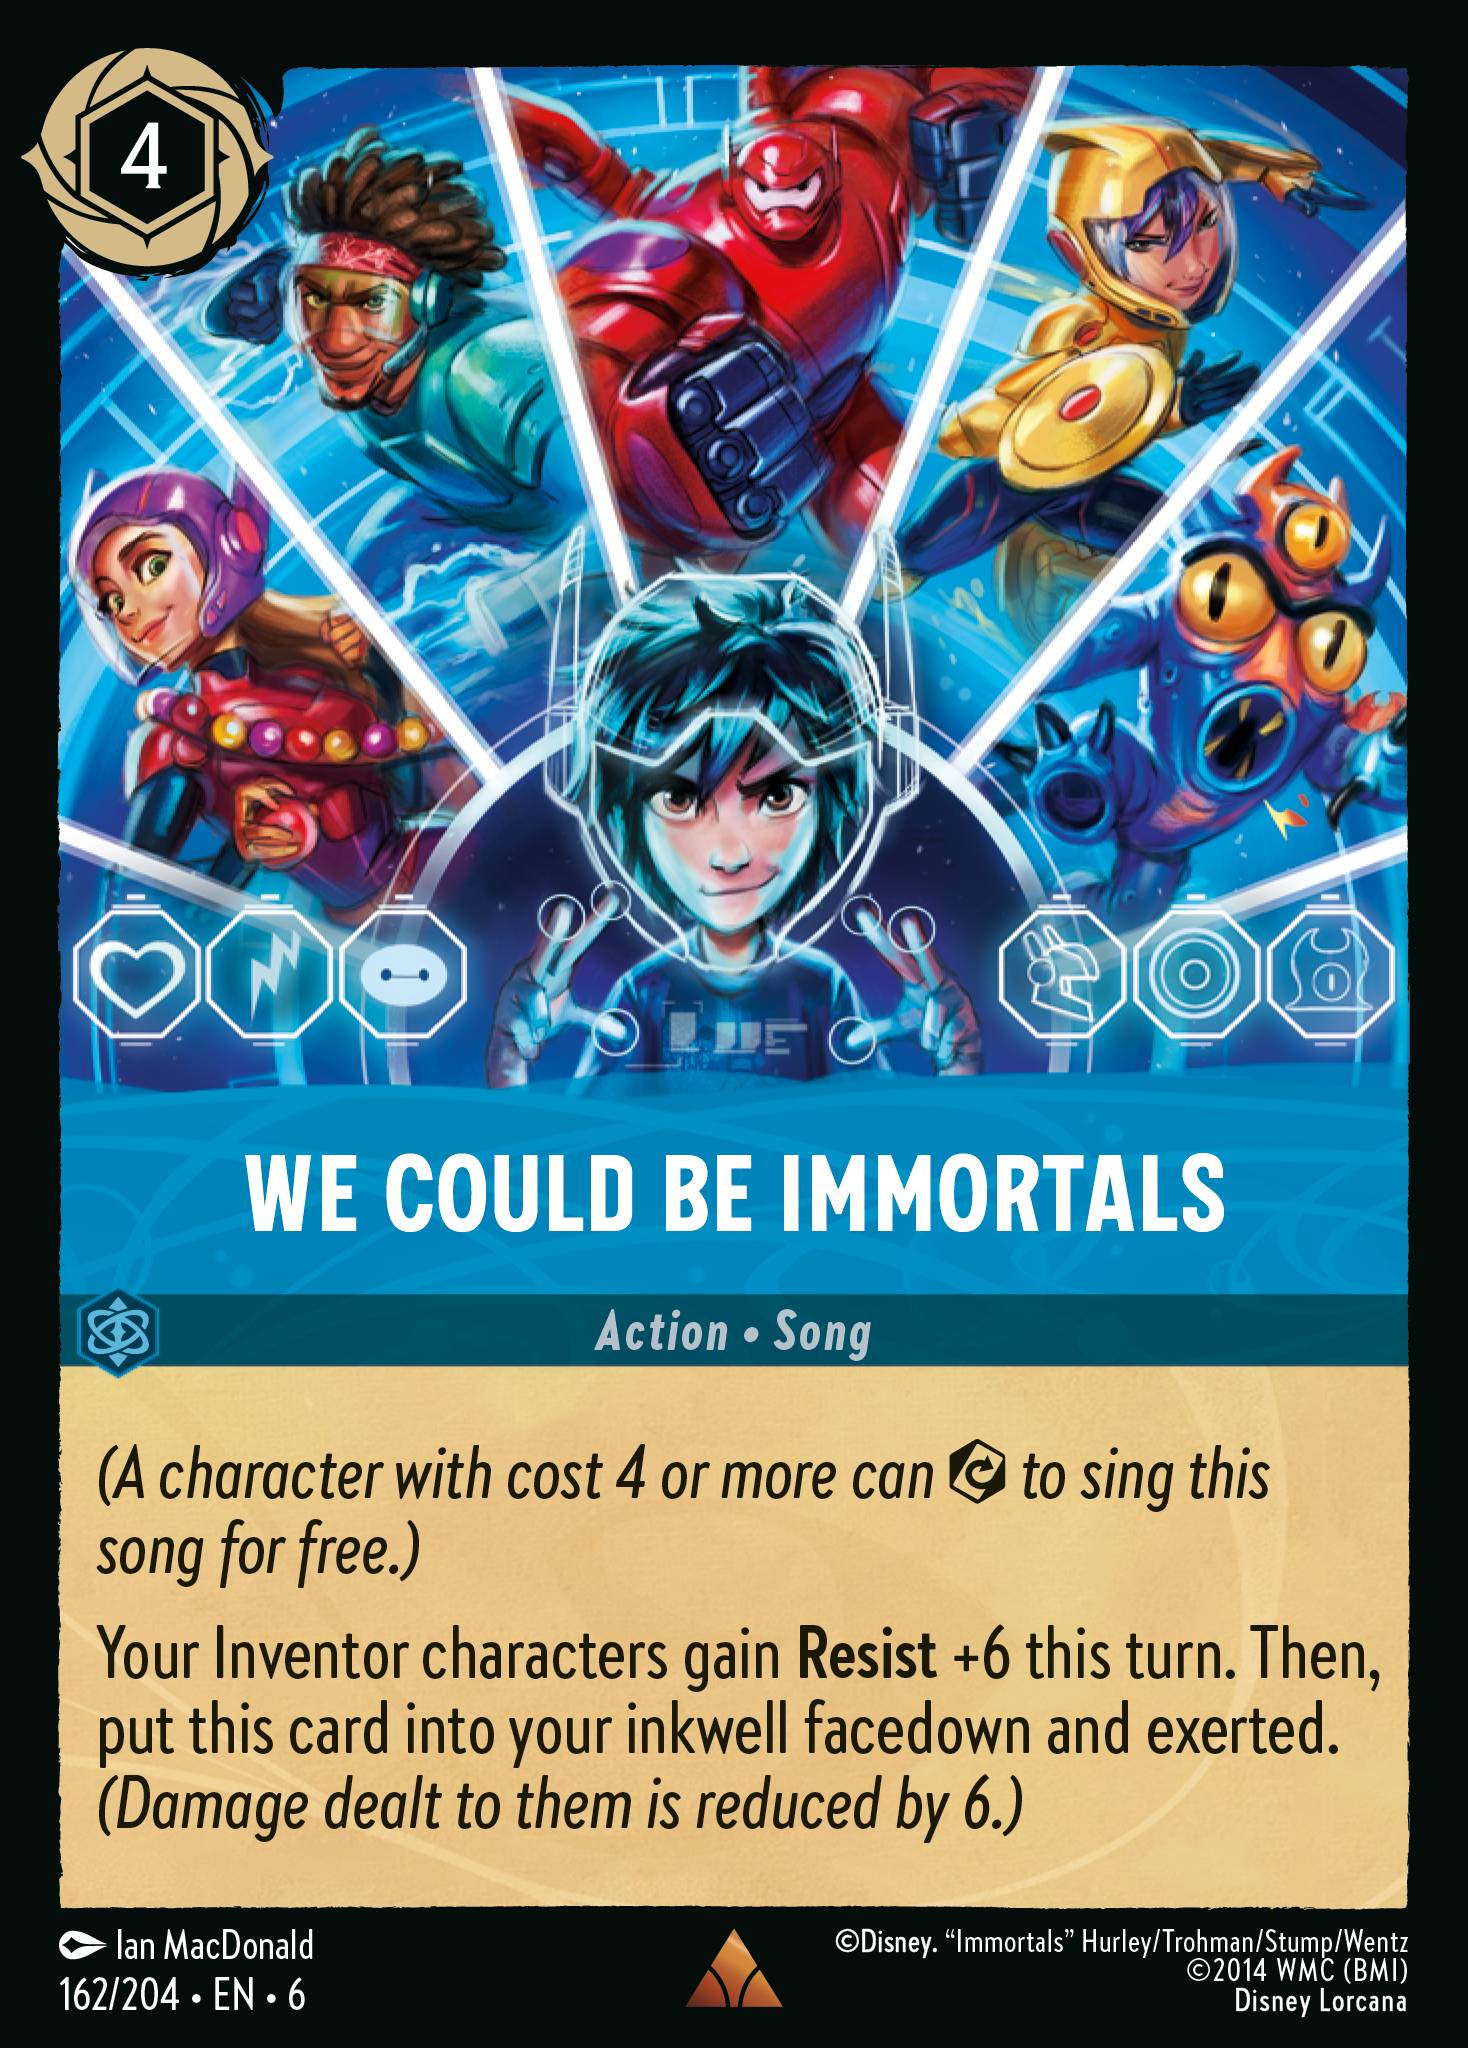 4
WE COULD BE IMMORTALS
Action • Song
(A character with cost 4 or more can to sing this
song for free.)
Your Inventor characters gain Resist +6 this turn. Then,
put this card into your inkwell facedown and exerted.
(Damage dealt to them is reduced by 6.)
Ian MacDonald
162/204 • EN • 6
©Disney. “Immortals” Hurley/Trohman/Stump/Wentz
©2014 WMC (BMI)
Disney Lorcana